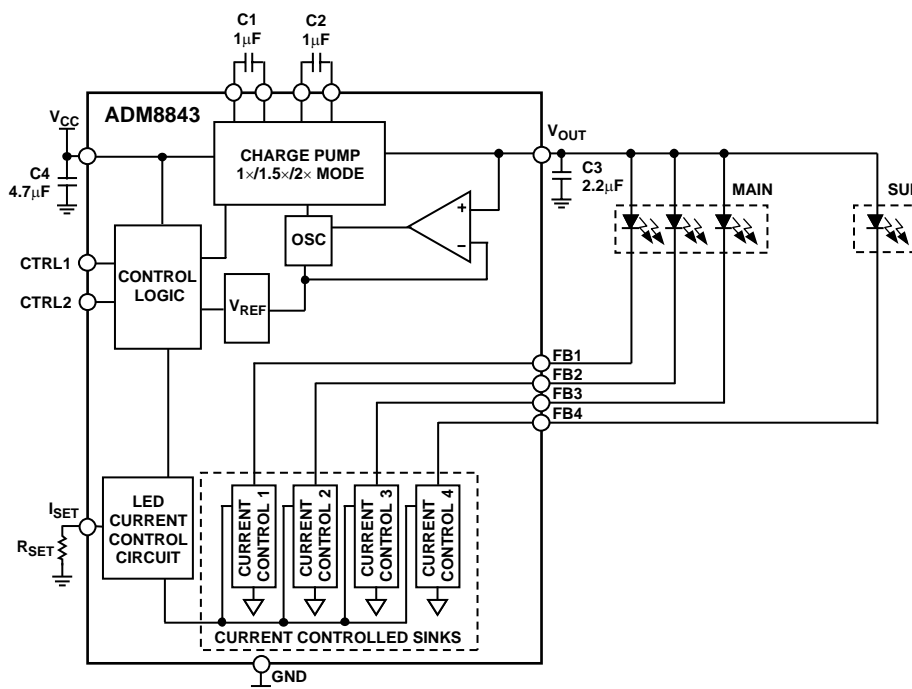 C1
1μF
C2
1μF
ADM8843
VCC
C4
4.7μF
CHARGE PUMP
1×/1.5×/2× MODE
VOUT
C3
2.2μF
MAIN
OSC
+
–
CTRL1
CTRL2
CONTROL
LOGIC
VREF
FB1
FB2
FB3
FB4
ISET
RSET
LED
CURRENT
CONTROL
CIRCUIT
CURRENT
CONTROL 1
CURRENT
CONTROL 2
CURRENT
CONTROL 3
CURRENT
CONTROL 4
CURRENT CONTROLLED SINKS
GND